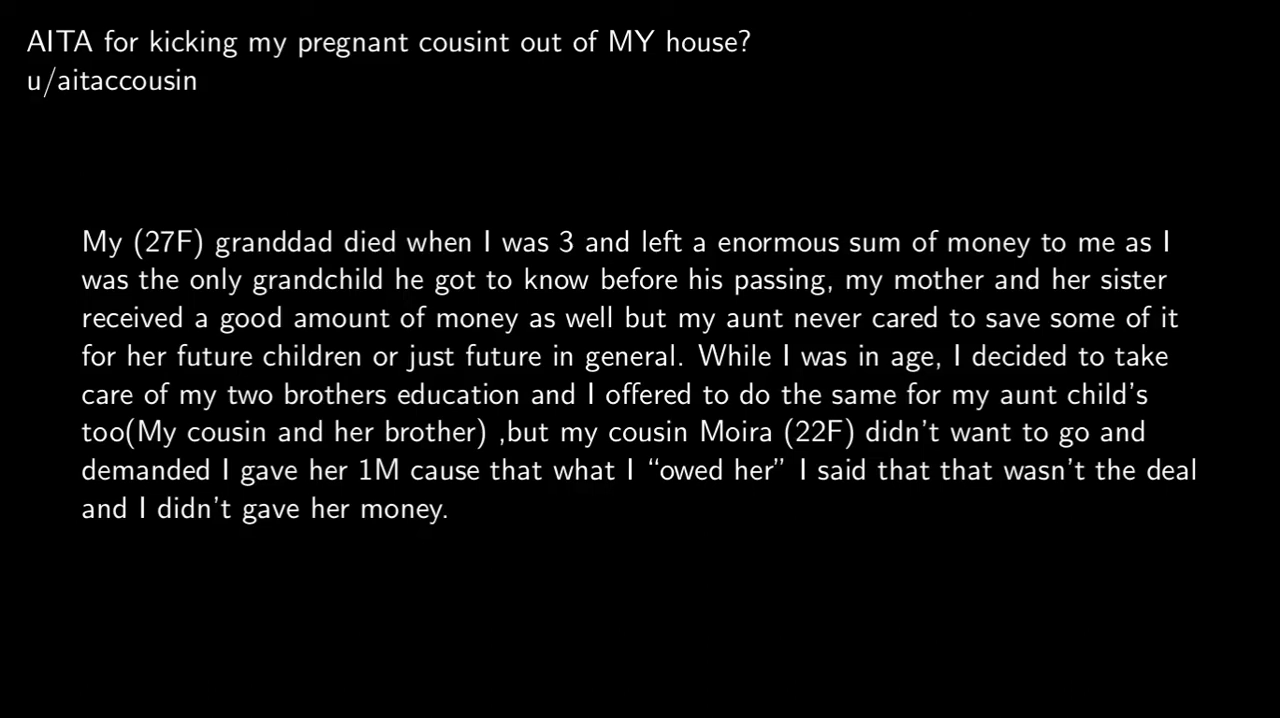 AITA for kicking my pregnant cousint out of MY house?
u/aitaccousin
My (27F) granddad died when I was 3 and left a enormous sum of money to me as I
was the only grandchild he got to know before his passing, my mother and her sister
received a good amount of money as well but my aunt never cared to save some of it
for her future children or just future in general. While I was in age, I decided to take
care of my two brothers education and I offered to do the same for my aunt child's
too(My cousin and her brother) ,but my cousin Moira (22F) didn't want to go and
demanded I gave her 1M cause that what I “owed her” I said that that wasn't the deal
and I didn't gave her money.